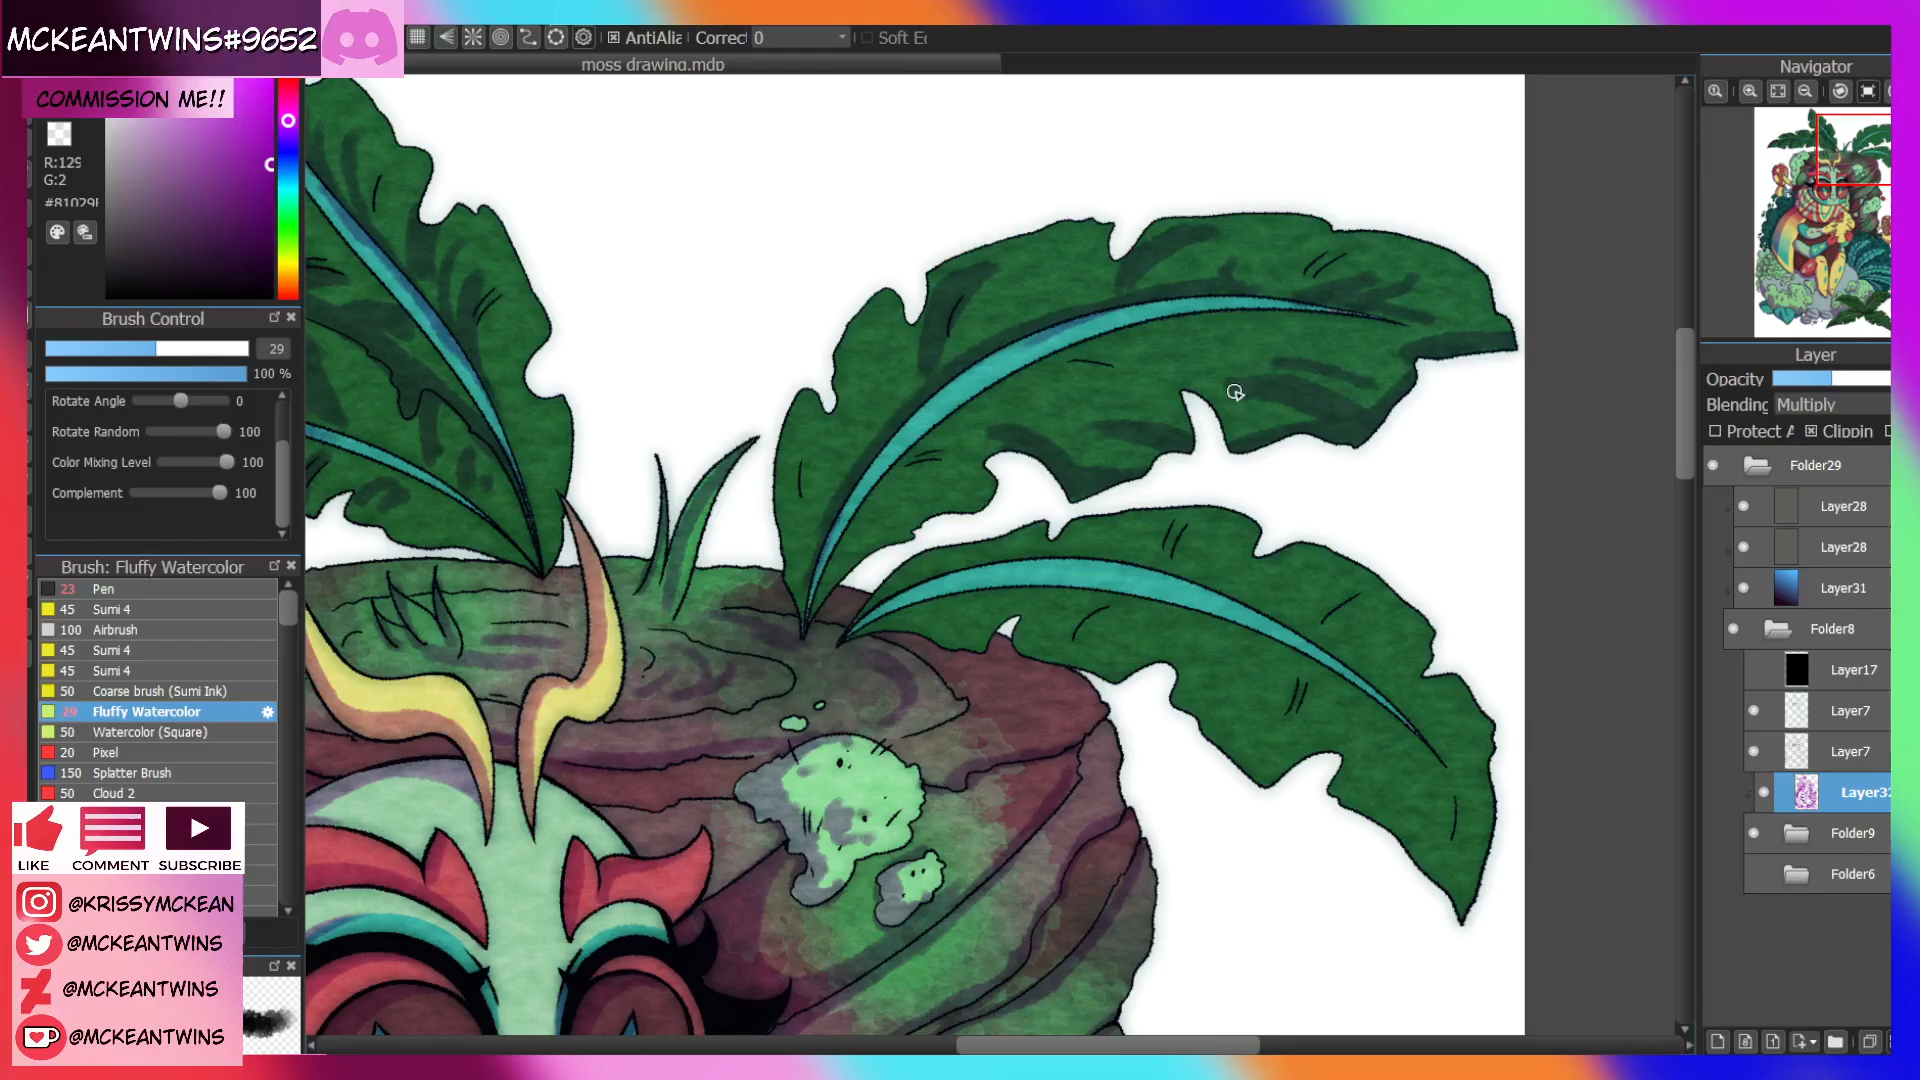 MCKEANTWINS#9652
COMMISSION ME!!
AntiAlia
Correct 0
Soft Ed
moss drawing.mdp
R:129
G:2
Brush Control
29
100 %
Rotate Angle 0
Rotate Random 100
Color Mixing Level 100
Complement 100
Brush: Fluffy Watercolor
23 Pen
45 Sumi 4
100 Airbrush
45 Sumi 4
45 Sumi 4
50 Coarse brush (Sumi Ink)
29 Fluffy Watercolor
50 Watercolor (Square)
20 Pixel
150 Splatter Brush
50 Cloud 2
LIKE COMMENT SUBSCRIBE
@KRISSYMCKEAN
@MCKEANTWINS
@MCKEANTWINS
@MCKEANTWINS
Navigator
Layer
Opacity
Blending Multiply
Protect A Clippin
Folder29
Layer28
Layer28
Layer31
Folder8
Layer17
Layer7
Layer7
Layer32
Folder9
Folder6